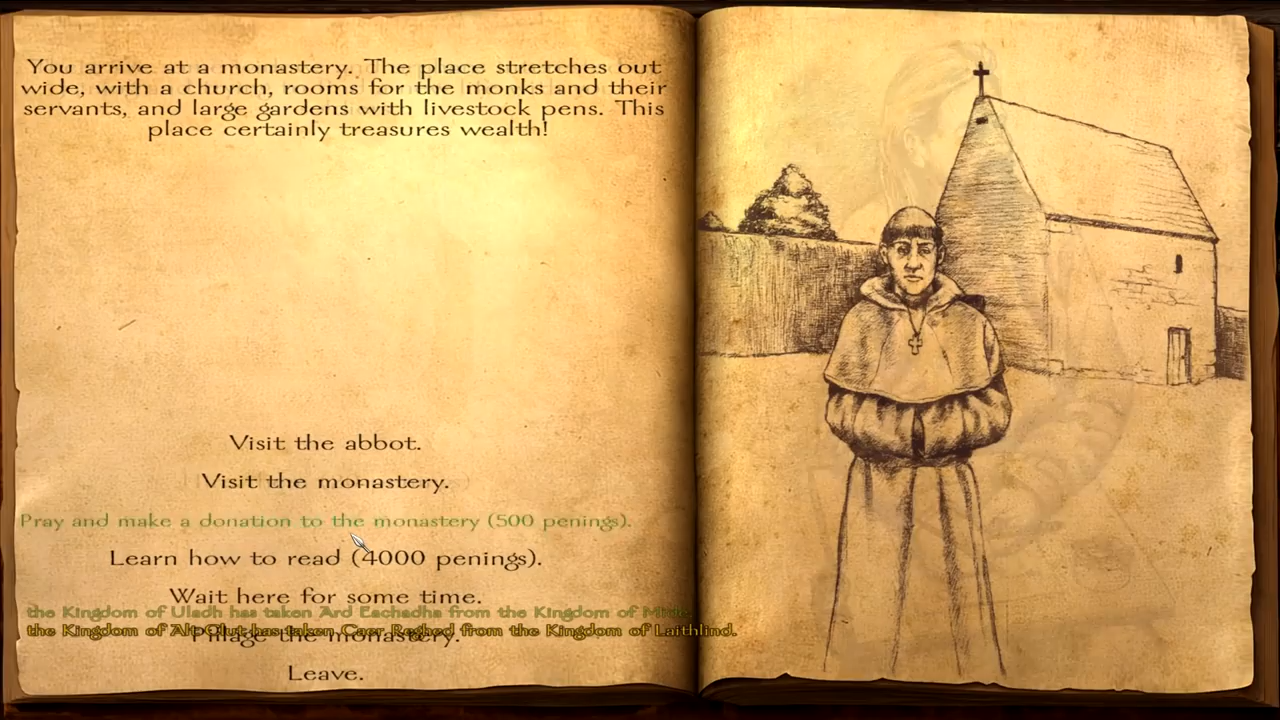 You arrive at a monastery. The place stretches out
wide, with a church, rooms for the monks and their
servants, and large gardens with livestock pens. This
place certainly treasures wealth!
Visit the abbot.
Visit the monastery.
Pray and make a donation to the monastery (500 penings).
Learn how to read (4000 penings).
Wait here for some time.
the Kingdom of Uladh has taken Ard Eachadha from the Kingdom of Mide.
the Kingdom of Alt Clut has taken Caer Reghed from the Kingdom of Laithlind.
Pillage the monastery.
Leave.